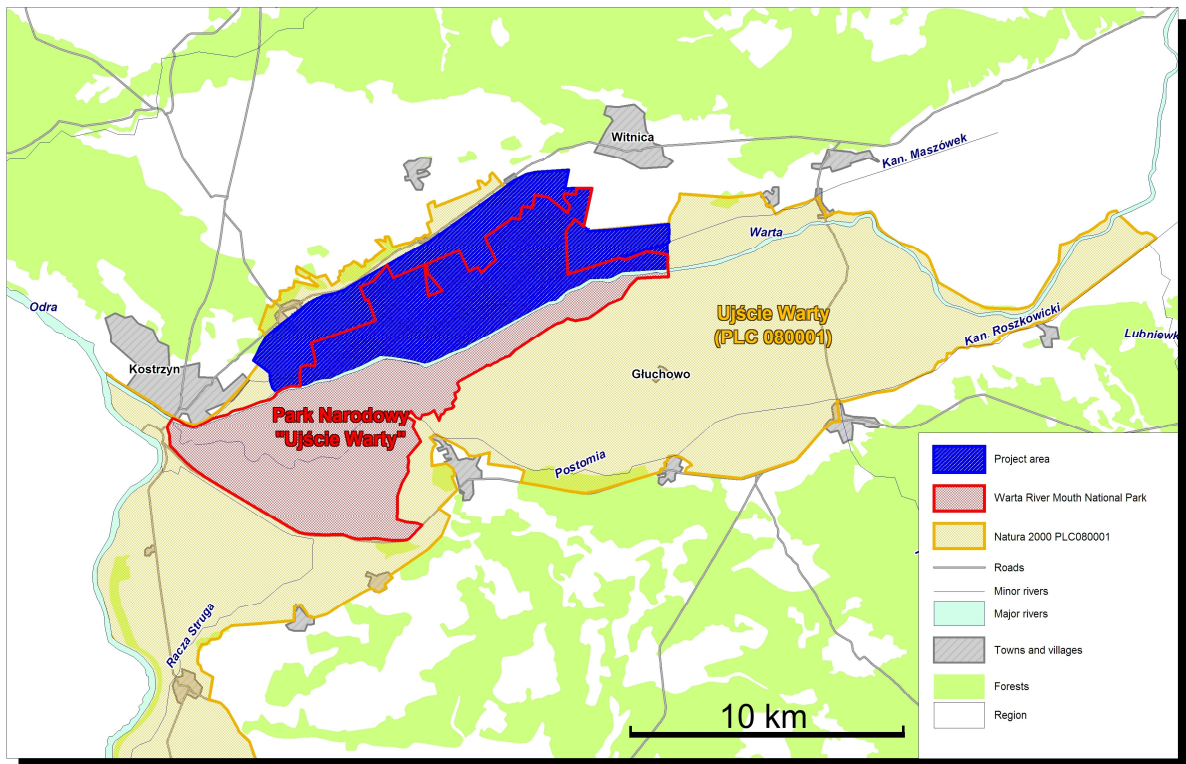 Witnica
Kan. Maszówek
Warta
Odra
Ujście Warty
(PLC 080001)
Kan. Roszkowicki
Lubniewk
Kostrzyn
Głuchowo
Park Narodowy
"Ujście Warty"
Postomia
Racza Struga
Project area
Warta River Mouth National Park
Natura 2000 PLC080001
Roads
Minor rivers
Major rivers
Towns and villages
Forests
Region
10 km